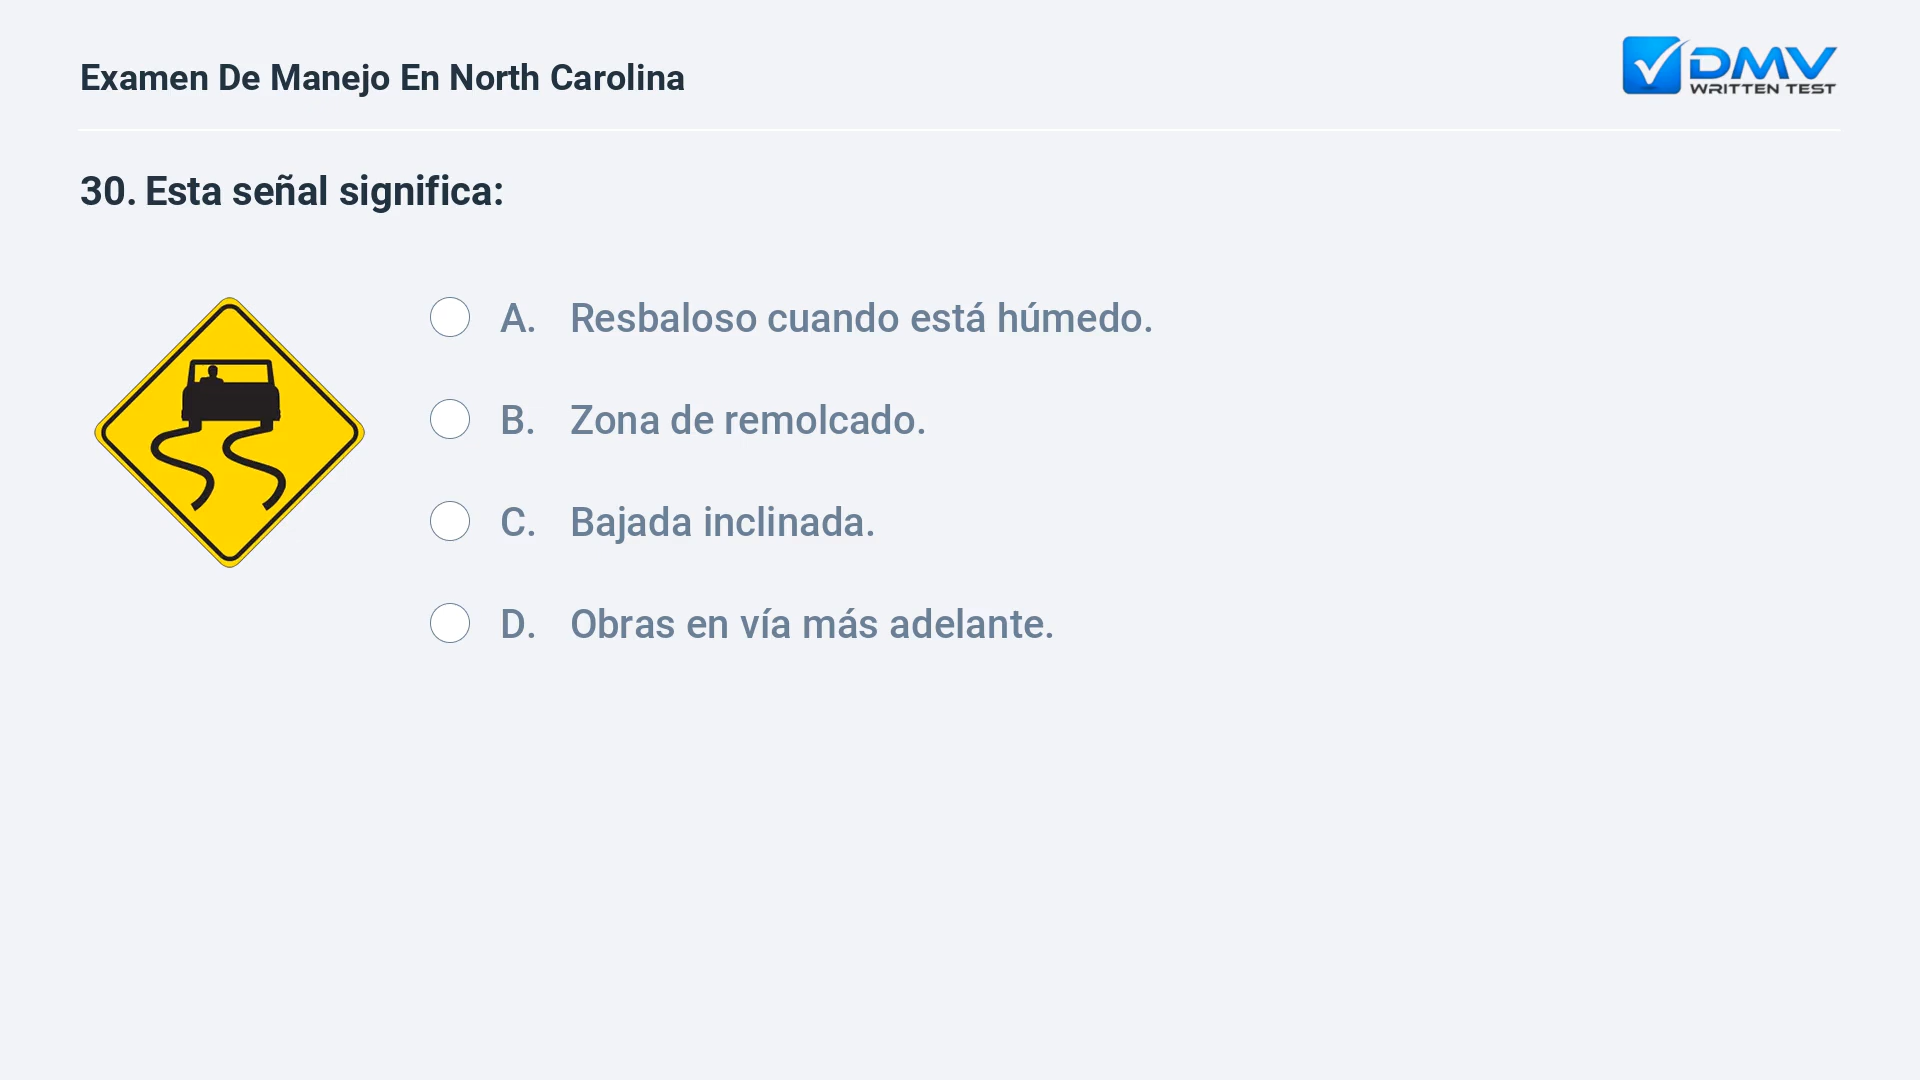 Examen De Manejo En North Carolina
DMV
WRITTEN TEST
30. Esta señal significa:
A. Resbaloso cuando está húmedo.
B. Zona de remolcado.
C. Bajada inclinada.
D. Obras en vía más adelante.